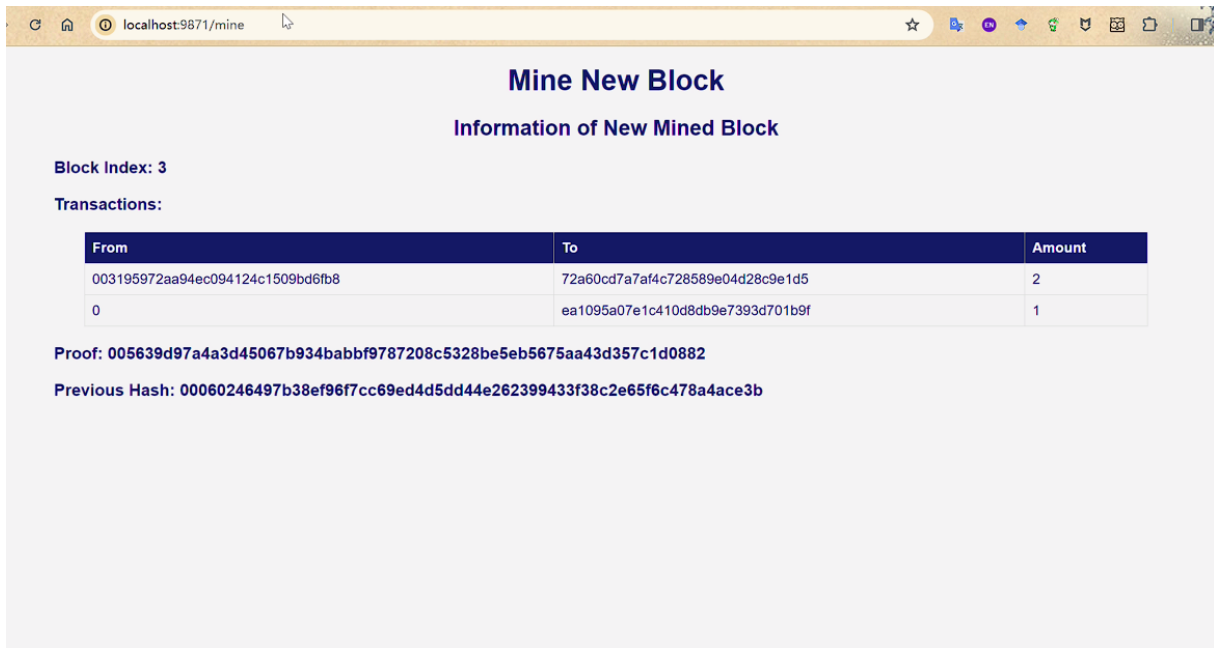 localhost:9871/mine
EN
Mine New Block
Information of New Mined Block
Block Index: 3
Transactions:
From To Amount
003195972aa94ec094124c1509bd6fb8 72a60cd7a7af4c728589e04d28c9e1d5 2
0 ea1095a07e1c410d8db9e7393d701b9f 1
Proof: 005639d97a4a3d45067b934babbf9787208c5328be5eb5675aa43d357c1d0882
Previous Hash: 00060246497b38ef96f7cc69ed4d5dd44e262399433f38c2e65f6c478a4ace3b